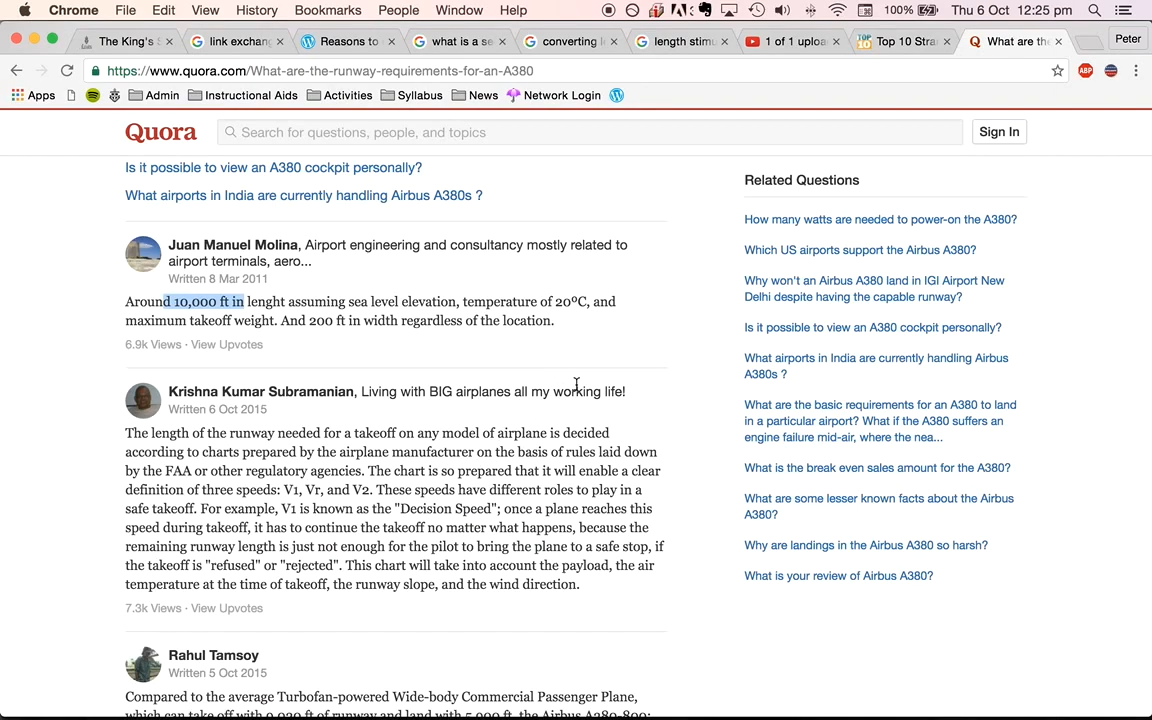 Chrome File Edit View History Bookmarks People Window Help 100% Thu 6 Oct 12:25 pm
The King's S link exchang Reasons to what is a se converting l length stimu 1 of 1 uploa Top 10 Stra What are the Peter
https://www.quora.com/What-are-the-runway-requirements-for-an-A380 ABP
Apps Admin Instructional Aids Activities Syllabus News Network Login
Quora Search for questions, people, and topics Sign In
Is it possible to view an A380 cockpit personally?
What airports in India are currently handling Airbus A380s ?
Juan Manuel Molina, Airport engineering and consultancy mostly related to
airport terminals, aero...
Written 8 Mar 2011
Around 10,000 ft in lenght assuming sea level elevation, temperature of 20ºC, and
maximum takeoff weight. And 200 ft in width regardless of the location.
6.9k Views · View Upvotes
Krishna Kumar Subramanian, Living with BIG airplanes all my working life!
Written 6 Oct 2015
The length of the runway needed for a takeoff on any model of airplane is decided
according to charts prepared by the airplane manufacturer on the basis of rules laid down
by the FAA or other regulatory agencies. The chart is so prepared that it will enable a clear
definition of three speeds: V1, Vr, and V2. These speeds have different roles to play in a
safe takeoff. For example, V1 is known as the "Decision Speed"; once a plane reaches this
speed during takeoff, it has to continue the takeoff no matter what happens, because the
remaining runway length is just not enough for the pilot to bring the plane to a safe stop, if
the takeoff is "refused" or "rejected". This chart will take into account the payload, the air
temperature at the time of takeoff, the runway slope, and the wind direction.
7.3k Views · View Upvotes
Rahul Tamsoy
Written 5 Oct 2015
Compared to the average Turbofan-powered Wide-body Commercial Passenger Plane,
which can take off with 9,020 ft of runway and land with 5,000 ft, the Airbus A380-800:
Related Questions
How many watts are needed to power-on the A380?
Which US airports support the Airbus A380?
Why won't an Airbus A380 land in IGI Airport New
Delhi despite having the capable runway?
Is it possible to view an A380 cockpit personally?
What airports in India are currently handling Airbus
A380s ?
What are the basic requirements for an A380 to land
in a particular airport? What if the A380 suffers an
engine failure mid-air, where the nea...
What is the break even sales amount for the A380?
What are some lesser known facts about the Airbus
A380?
Why are landings in the Airbus A380 so harsh?
What is your review of Airbus A380?